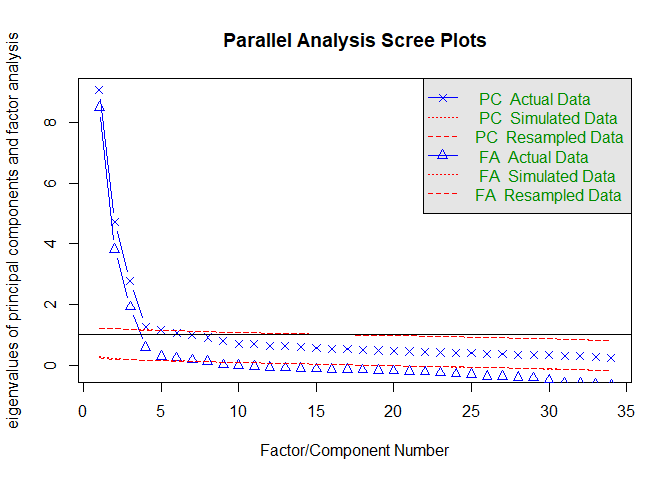 Parallel Analysis Scree Plots
eigenvalues of principal components and factor analysis
8
6
4
2
0
PC Actual Data
PC Simulated Data
PC Resampled Data
FA Actual Data
FA Simulated Data
FA Resampled Data
0 5 10 15 20 25 30 35
Factor/Component Number